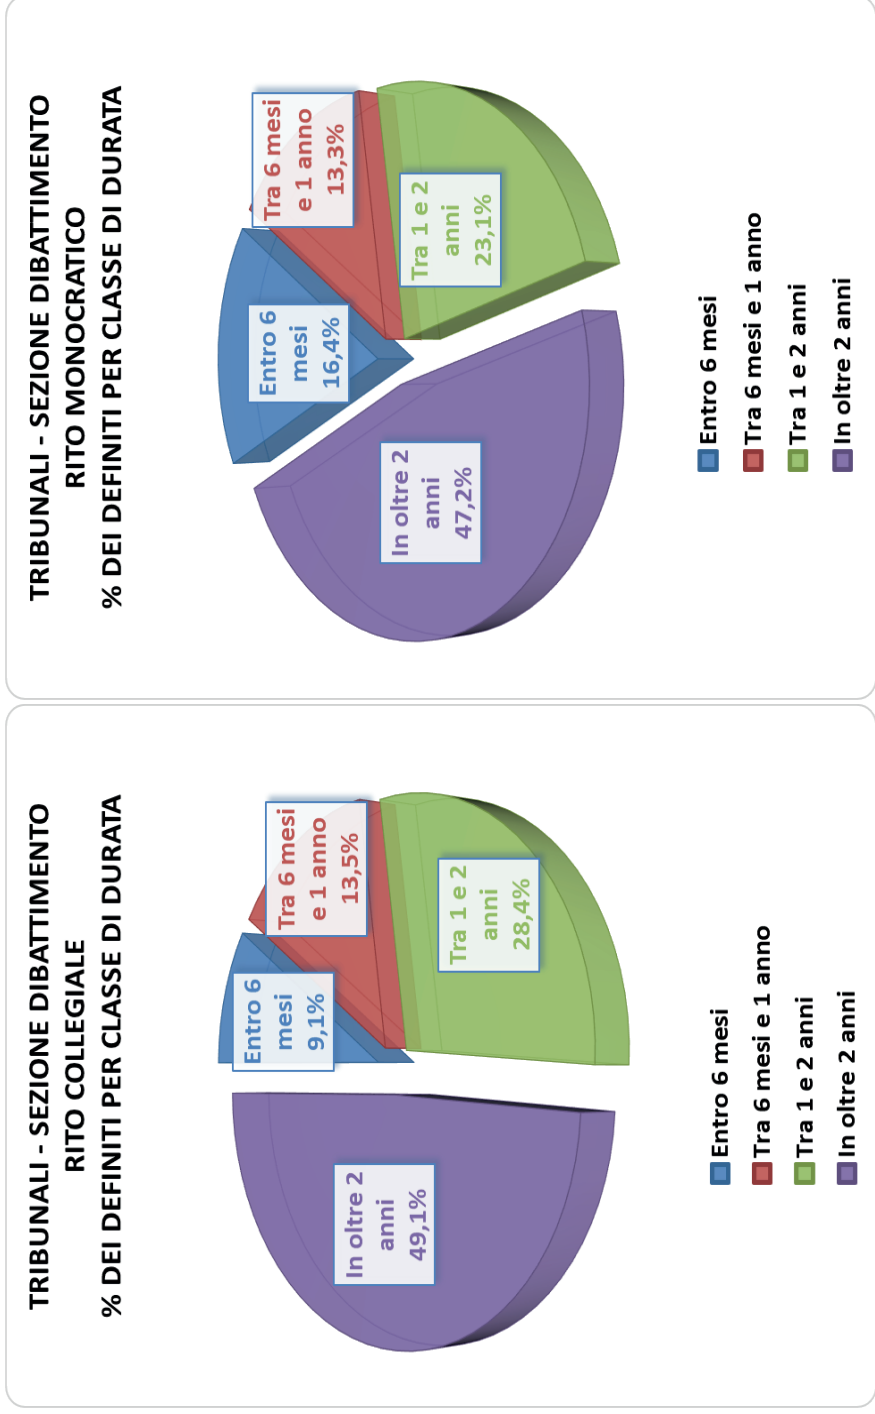 TRIBUNALI - SEZIONE DIBATTIMENTO
RITO COLLEGIALE
% DEI DEFINITI PER CLASSE DI DURATA
Entro 6
mesi
9,1%
Tra 6 mesi
e 1 anno
13,5%
Tra 1 e 2
anni
28,4%
In oltre 2
anni
49,1%
Entro 6 mesi
Tra 6 mesi e 1 anno
Tra 1 e 2 anni
In oltre 2 anni
TRIBUNALI - SEZIONE DIBATTIMENTO
RITO MONOCRATICO
% DEI DEFINITI PER CLASSE DI DURATA
Entro 6
mesi
16,4%
Tra 6 mesi
e 1 anno
13,3%
Tra 1 e 2
anni
23,1%
In oltre 2
anni
47,2%
Entro 6 mesi
Tra 6 mesi e 1 anno
Tra 1 e 2 anni
In oltre 2 anni